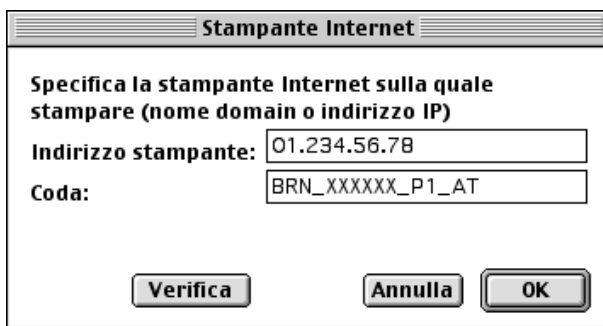 Stampante Internet
Specifica la stampante Internet sulla quale
stampare (nome domain o indirizzo IP)
Indirizzo stampante: 01.234.56.78
Coda: BRN_XXXXXX_P1_AT
Verifica Annulla OK